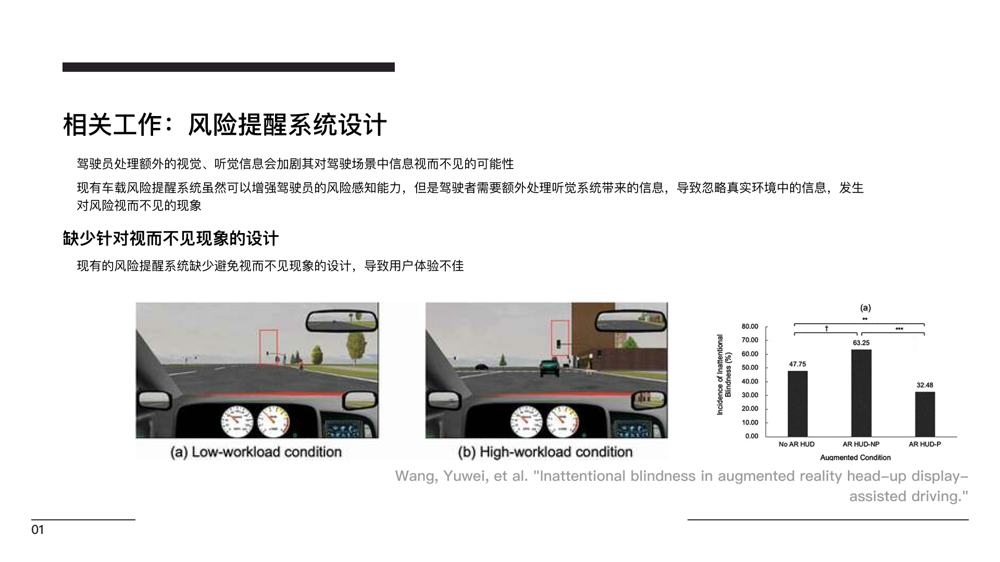 相关工作：风险提醒系统设计
驾驶员处理额外的视觉、听觉信息会加剧其对驾驶场景中信息视而不见的可能性
现有车载风险提醒系统虽然可以增强驾驶员的风险感知能力，但是驾驶者需要额外处理听觉系统带来的信息，导致忽略真实环境中的信息，发生
对风险视而不见的现象
缺少针对视而不见现象的设计
现有的风险提醒系统缺少避免视而不见现象的设计，导致用户体验不佳
(a) Low-workload condition
(b) High-workload condition
(a)
**
†
***
Incidence of Inattentional
Blindness (%)
80.00
70.00
60.00
50.00
40.00
30.00
20.00
10.00
0.00
47.75
63.25
32.48
No AR HUD
AR HUD-NP
AR HUD-P
Augmented Condition
Wang, Yuwei, et al. "Inattentional blindness in augmented reality head-up display-
assisted driving."
01